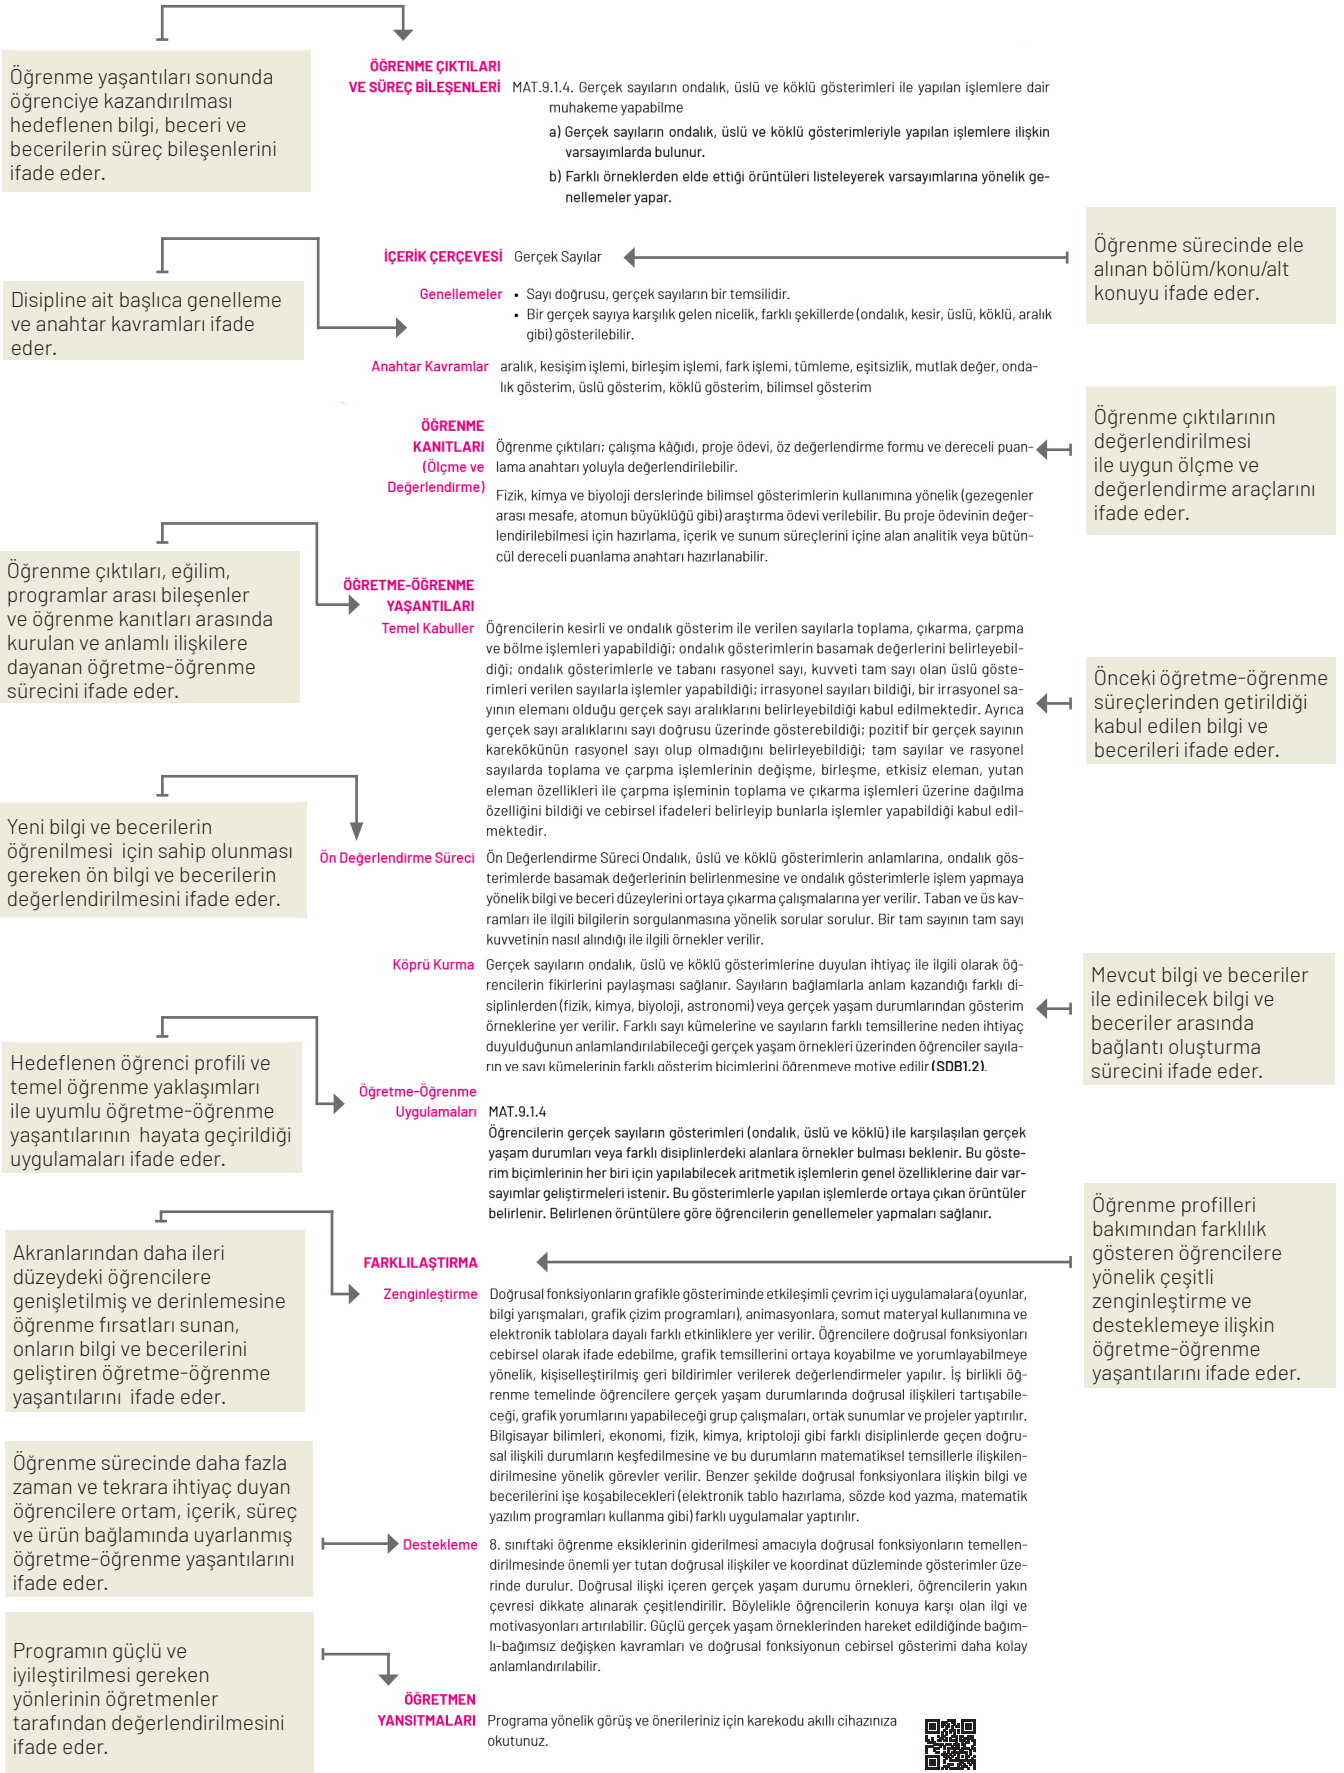 Öğrenme yaşantıları sonunda
öğrenciye kazandırılması
hedeflenen bilgi, beceri ve
becerilerin süreç bileşenlerini
ifade eder.
ÖĞRENME ÇIKTILARI
VE SÜREÇ BİLEŞENLERİ
MAT.9.1.4. Gerçek sayıların ondalık, üslü ve köklü gösterimleri ile yapılan işlemlere dair
muhakeme yapabilme
a) Gerçek sayıların ondalık, üslü ve köklü gösterimleriyle yapılan işlemlere ilişkin
varsayımlarda bulunur.
b) Farklı örneklerden elde ettiği örüntüleri listeleyerek varsayımlarına yönelik ge-
nellemeler yapar.
İÇERİK ÇERÇEVESİ
Gerçek Sayılar
Öğrenme sürecinde ele
alınan bölüm/konu/alt
konuyu ifade eder.
Disipline ait başlıca genelleme
ve anahtar kavramları ifade
eder.
Genellemeler
• Sayı doğrusu, gerçek sayıların bir temsilidir.
• Bir gerçek sayıya karşılık gelen nicelik, farklı şekillerde (ondalık, kesir, üslü, köklü, aralık
gibi) gösterilebilir.
Anahtar Kavramlar
aralık, kesişim işlemi, birleşim işlemi, fark işlemi, tümleme, eşitsizlik, mutlak değer, onda-
lık gösterim, üslü gösterim, köklü gösterim, bilimsel gösterim
ÖĞRENME
KANITLARI
(Ölçme ve
Değerlendirme)
Öğrenme çıktıları; çalışma kâğıdı, proje ödevi, öz değerlendirme formu ve dereceli puan-
lama anahtarı yoluyla değerlendirilebilir.
Fizik, kimya ve biyoloji derslerinde bilimsel gösterimlerin kullanımına yönelik (gezegenler
arası mesafe, atomun büyüklüğü gibi) araştırma ödevi verilebilir. Bu proje ödevinin değer-
lendirilebilmesi için hazırlama, içerik ve sunum süreçlerini içine alan analitik veya bütün-
cül dereceli puanlama anahtarı hazırlanabilir.
Öğrenme çıktılarının
değerlendirilmesi
ile uygun ölçme ve
değerlendirme araçlarını
ifade eder.
Öğrenme çıktıları, eğilim,
programlar arası bileşenler
ve öğrenme kanıtları arasında
kurulan ve anlamlı ilişkilere
dayanan öğretme-öğrenme
sürecini ifade eder.
ÖĞRETME-ÖĞRENME
YAŞANTILARI
Temel Kabuller
Öğrencilerin kesirli ve ondalık gösterim ile verilen sayılarla toplama, çıkarma, çarpma
ve bölme işlemleri yapabildiği; ondalık gösterimlerin basamak değerlerini belirleyebil-
diği; ondalık gösterimlerle ve tabanı rasyonel sayı, kuvveti tam sayı olan üslü göste-
rimleri verilen sayılarla işlemler yapabildiği; irrasyonel sayıları bildiği, bir irrasyonel sa-
yının elemanı olduğu gerçek sayı aralıklarını belirleyebildiği kabul edilmektedir. Ayrıca
gerçek sayı aralıklarını sayı doğrusu üzerinde gösterebildiği; pozitif bir gerçek sayının
karekökünün rasyonel sayı olup olmadığını belirleyebildiği; tam sayılar ve rasyonel
sayılarda toplama ve çarpma işlemlerinin değişme, birleşme, etkisiz eleman, yutan
eleman özellikleri ile çarpma işleminin toplama ve çıkarma işlemleri üzerine dağılma
özelliğini bildiği ve cebirsel ifadeleri belirleyip bunlarla işlemler yapabildiği kabul edil-
mektedir.
Önceki öğretme-öğrenme
süreçlerinden getirildiği
kabul edilen bilgi ve
becerileri ifade eder.
Yeni bilgi ve becerilerin
öğrenilmesi için sahip olunması
gereken ön bilgi ve becerilerin
değerlendirilmesini ifade eder.
Ön Değerlendirme Süreci
Ön Değerlendirme Süreci Ondalık, üslü ve köklü gösterimlerin anlamlarına, ondalık gös-
terimlerde basamak değerlerinin belirlenmesine ve ondalık gösterimlerle işlem yapmaya
yönelik bilgi ve beceri düzeylerini ortaya çıkarma çalışmalarına yer verilir. Taban ve üs kav-
ramları ile ilgili bilgilerin sorgulanmasına yönelik sorular sorulur. Bir tam sayının tam sayı
kuvvetinin nasıl alındığı ile ilgili örnekler verilir.
Köprü Kurma
Gerçek sayıların ondalık, üslü ve köklü gösterimlerine duyulan ihtiyaç ile ilgili olarak öğ-
rencilerin fikirlerini paylaşması sağlanır. Sayıların bağlamlarla anlam kazandığı farklı di-
siplinlerden (fizik, kimya, biyoloji, astronomi) veya gerçek yaşam durumlarından gösterim
örneklerine yer verilir. Farklı sayı kümelerine ve sayıların farklı temsillerine neden ihtiyaç
duyulduğunun anlamlandırılabileceği gerçek yaşam örnekleri üzerinden öğrenciler sayıla-
rın ve sayı kümelerinin farklı gösterim biçimlerini öğrenmeye motive edilir (SDB1.2).
Mevcut bilgi ve beceriler
ile edinilecek bilgi ve
beceriler arasında
bağlantı oluşturma
sürecini ifade eder.
Hedeflenen öğrenci profili ve
temel öğrenme yaklaşımları
ile uyumlu öğretme-öğrenme
yaşantılarının hayata geçirildiği
uygulamaları ifade eder.
Öğretme-Öğrenme
Uygulamaları
MAT.9.1.4
Öğrencilerin gerçek sayıların gösterimleri (ondalık, üslü ve köklü) ile karşılaşılan gerçek
yaşam durumları veya farklı disiplinlerdeki alanlara örnekler bulması beklenir. Bu göste-
rim biçimlerinin her biri için yapılabilecek aritmetik işlemlerin genel özelliklerine dair var-
sayımlar geliştirmeleri istenir. Bu gösterimlerle yapılan işlemlerde ortaya çıkan örüntüler
belirlenir. Belirlenen örüntülere göre öğrencilerin genellemeler yapmaları sağlanır.
Öğrenme profilleri
bakımından farklılık
gösteren öğrencilere
yönelik çeşitli
zenginleştirme ve
desteklemeye ilişkin
öğretme-öğrenme
yaşantılarını ifade eder.
Akranlarından daha ileri
düzeydeki öğrencilere
genişletilmiş ve derinlemesine
öğrenme fırsatları sunan,
onların bilgi ve becerilerini
geliştiren öğretme-öğrenme
yaşantılarını ifade eder.
FARKLILAŞTIRMA
Zenginleştirme
Doğrusal fonksiyonların grafikle gösteriminde etkileşimli çevrim içi uygulamalara (oyunlar,
bilgi yarışmaları, grafik çizim programları), animasyonlara, somut materyal kullanımına ve
elektronik tablolara dayalı farklı etkinliklere yer verilir. Öğrencilere doğrusal fonksiyonları
cebirsel olarak ifade edebilme, grafik temsillerini ortaya koyabilme ve yorumlayabilmeye
yönelik, kişiselleştirilmiş geri bildirimler verilerek değerlendirmeler yapılır. İş birlikli öğ-
renme temelinde öğrencilere gerçek yaşam durumlarında doğrusal ilişkileri tartışabile-
ceği, grafik yorumlarını yapabileceği grup çalışmaları, ortak sunumlar ve projeler yaptırılır.
Bilgisayar bilimleri, ekonomi, fizik, kimya, kriptoloji gibi farklı disiplinlerde geçen doğru-
sal ilişkili durumların keşfedilmesine ve bu durumların matematiksel temsillerle ilişkilen-
dirilmesine yönelik görevler verilir. Benzer şekilde doğrusal fonksiyonlara ilişkin bilgi ve
becerilerini işe koşabilecekleri (elektronik tablo hazırlama, sözde kod yazma, matematik
yazılım programları kullanma gibi) farklı uygulamalar yaptırılır.
Öğrenme sürecinde daha fazla
zaman ve tekrara ihtiyaç duyan
öğrencilere ortam, içerik, süreç
ve ürün bağlamında uyarlanmış
öğretme-öğrenme yaşantılarını
ifade eder.
Destekleme
8. sınıftaki öğrenme eksiklerinin giderilmesi amacıyla doğrusal fonksiyonların temellen-
dirilmesinde önemli yer tutan doğrusal ilişkiler ve koordinat düzleminde gösterimler üze-
rinde durulur. Doğrusal ilişki içeren gerçek yaşam durumu örnekleri, öğrencilerin yakın
çevresi dikkate alınarak çeşitlendirilir. Böylelikle öğrencilerin konuya karşı olan ilgi ve
motivasyonları artırılabilir. Güçlü gerçek yaşam örneklerinden hareket edildiğinde bağım-
lı-bağımsız değişken kavramları ve doğrusal fonksiyonun cebirsel gösterimi daha kolay
anlamlandırılabilir.
Programın güçlü ve
iyileştirilmesi gereken
yönlerinin öğretmenler
tarafından değerlendirilmesini
ifade eder.
ÖĞRETMEN
YANSITMALARI
Programa yönelik görüş ve önerileriniz için karekodu akıllı cihazınıza
okutunuz.